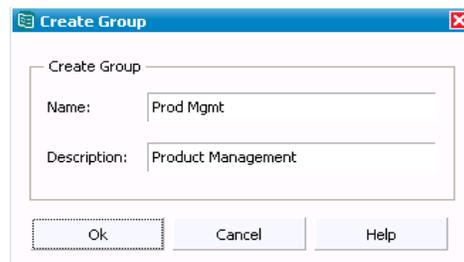 Create Group
Create Group
Name: Prod Mgmt
Description: Product Management
Ok Cancel Help